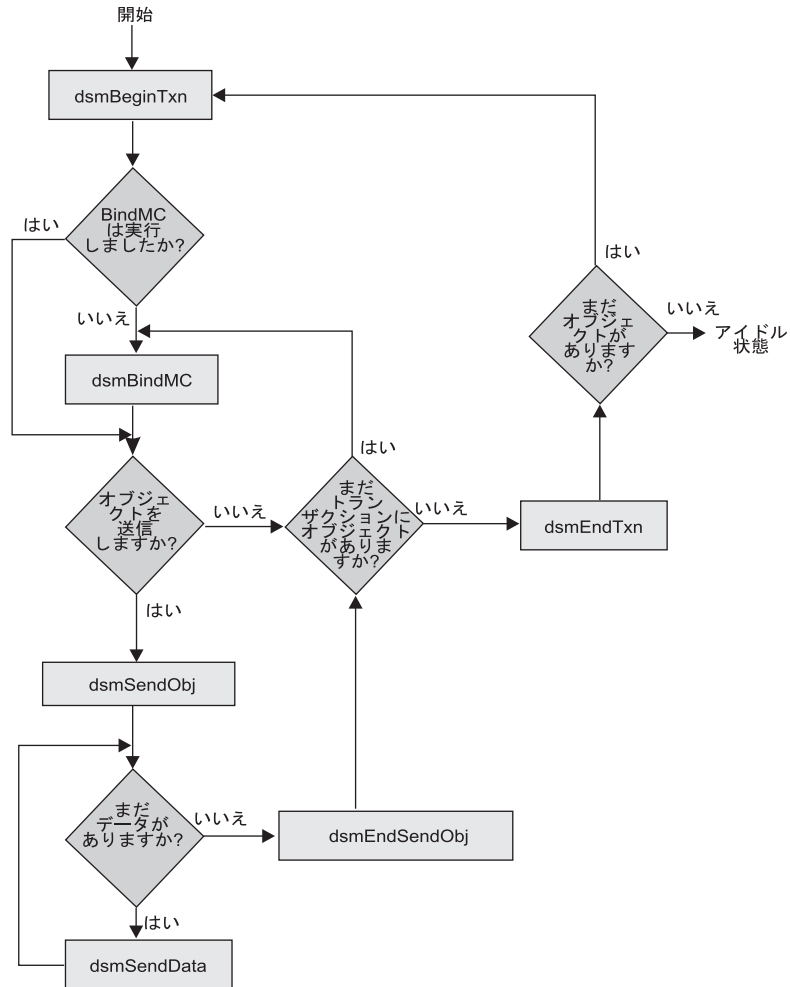 開始
dsmBeginTxn
BindMC
は実行
しましたか?
はい
いいえ
dsmBindMC
オブジェ
クトを
送信
しますか?
いいえ
はい
dsmSendObj
まだ
データが
ありますか?
いいえ
はい
dsmSendData
dsmEndSendObj
まだ
トラン
ザクションに
オブジェクト
がありま
すか?
はい
いいえ
dsmEndTxn
まだ
オブジェ
クトが
あります
か?
はい
いいえ
アイドル
状態